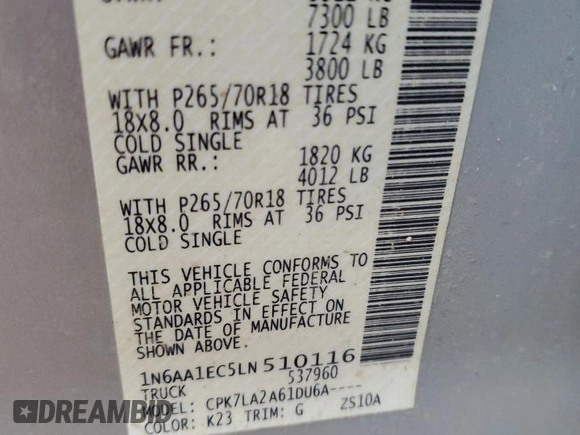 7300 LB
GAWR FR.: 1724 KG
3800 LB
WITH P265/70R18 TIRES
18X8.0 RIMS AT 36 PSI
COLD SINGLE
GAWR RR.: 1820 KG
4012 LB
WITH P265/70R18 TIRES
18X8.0 RIMS AT 36 PSI
COLD SINGLE
THIS VEHICLE CONFORMS TO
ALL APPLICABLE FEDERAL
MOTOR VEHICLE SAFETY
STANDARDS IN EFFECT ON
THE DATE OF MANUFACTURE
SHOWN ABOVE.
1N6AA1EC5LN510116
TRUCK 537960
MODEL: CPK7LA2A61DU6A----
COLOR: K23 TRIM: G ZS10A